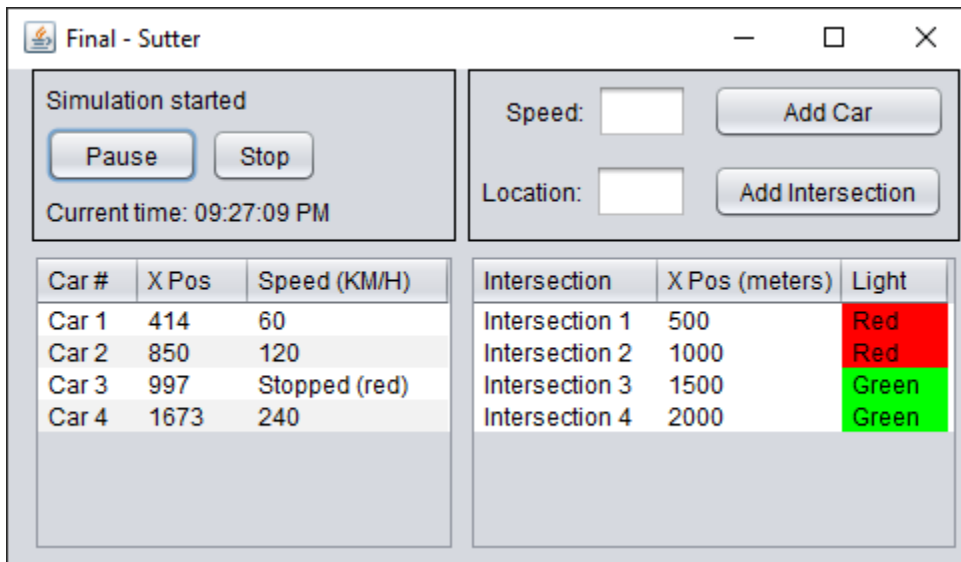 Final - Sutter
Simulation started
Pause Stop
Current time: 09:27:09 PM
Speed: Add Car
Location: Add Intersection
Car # X Pos Speed (KM/H)
Car 1 414 60
Car 2 850 120
Car 3 997 Stopped (red)
Car 4 1673 240
Intersection X Pos (meters) Light
Intersection 1 500 Red
Intersection 2 1000 Red
Intersection 3 1500 Green
Intersection 4 2000 Green